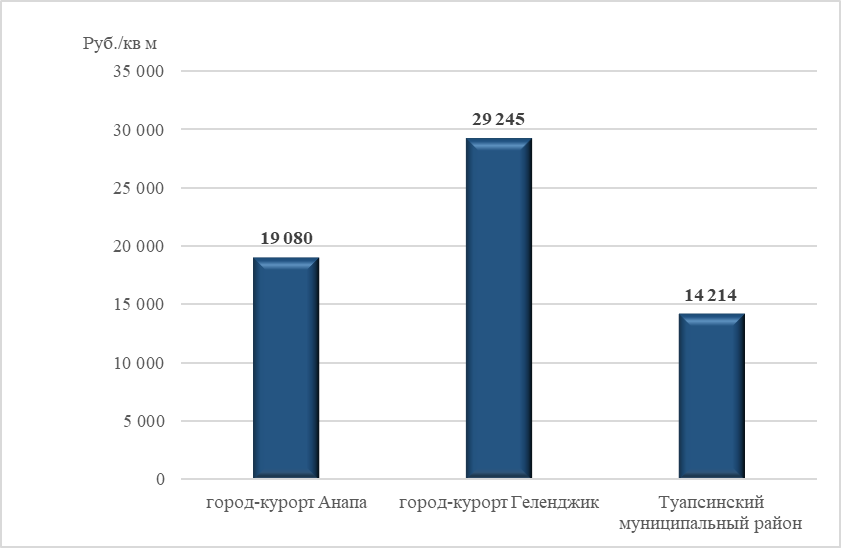 Руб./кв м
35 000
30 000
25 000
20 000
15 000
10 000
5 000
0
19 080
29 245
14 214
город-курорт Анапа
город-курорт Геленджик
Туапсинский
муниципальный район